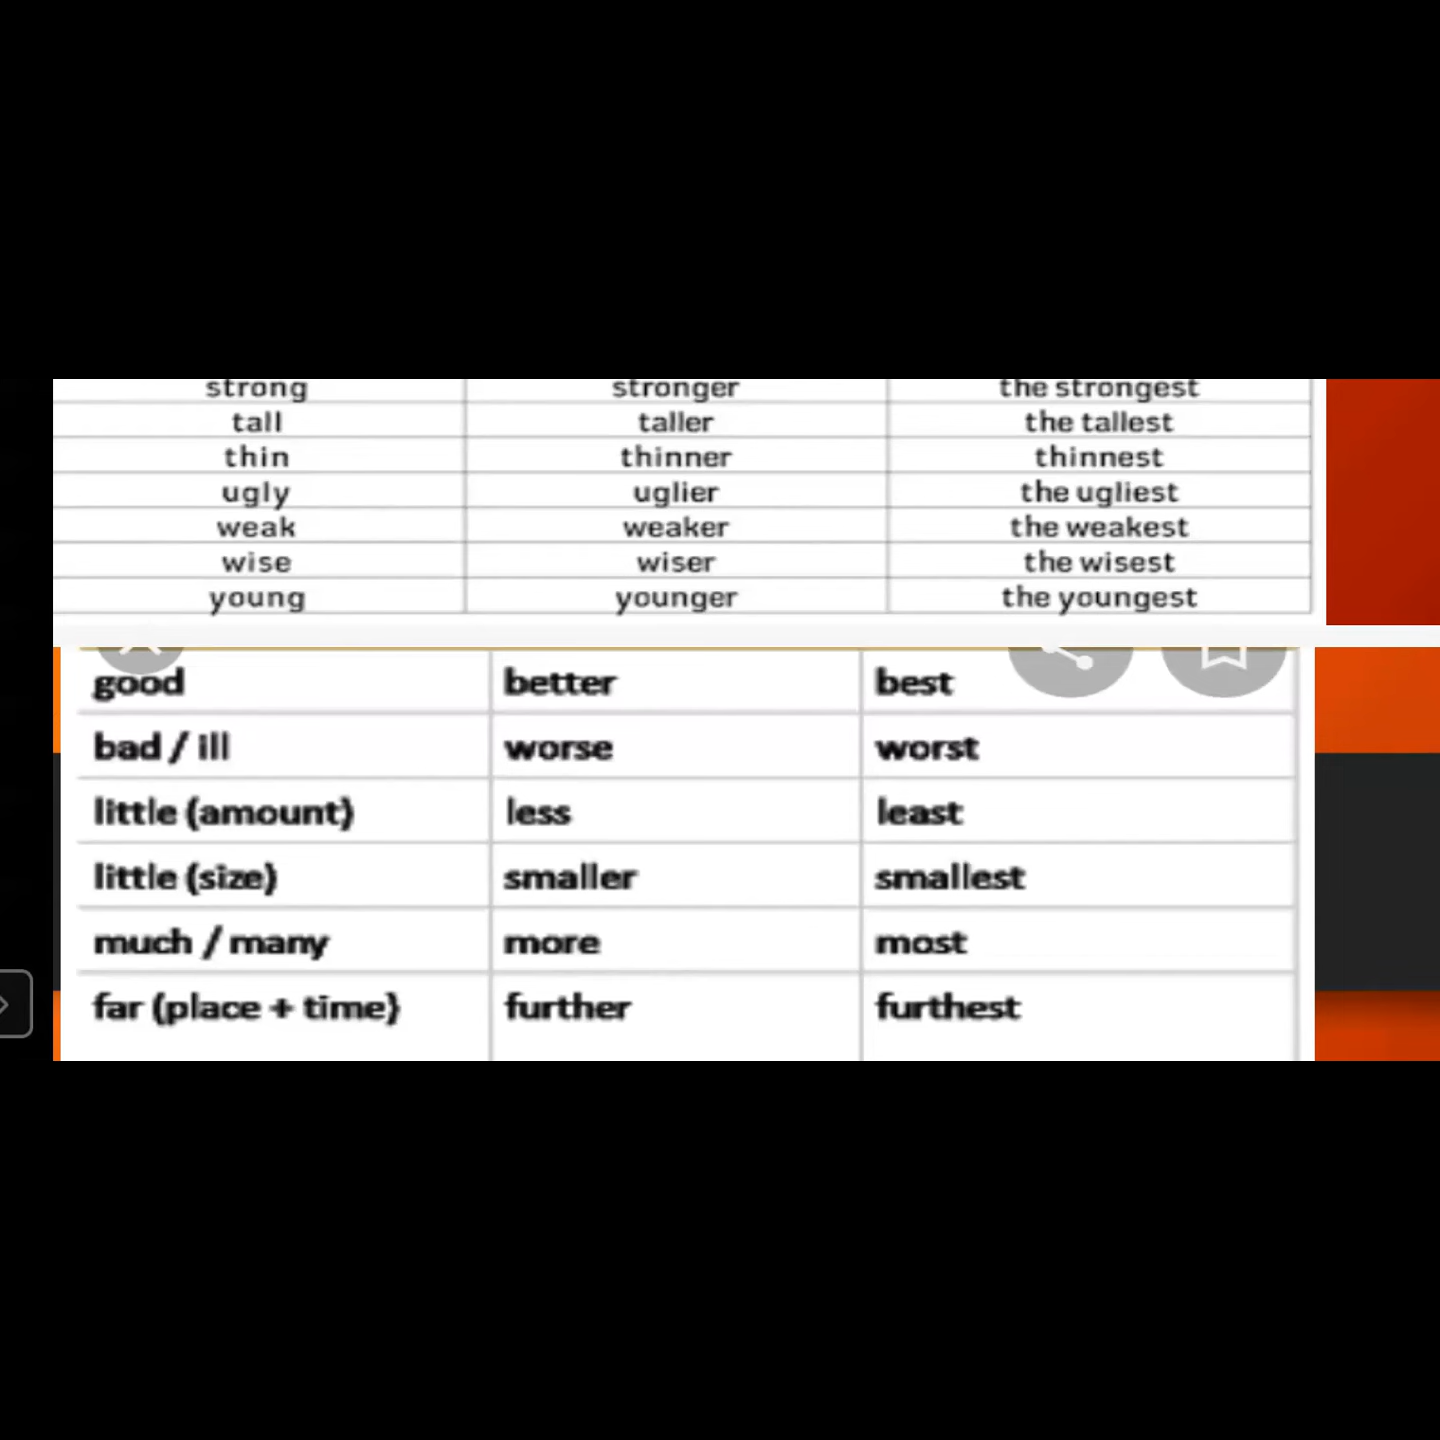 strong stronger the strongest
tall taller the tallest
thin thinner thinnest
ugly uglier the ugliest
weak weaker the weakest
wise wiser the wisest
young younger the youngest
good better best
bad / ill worse worst
little (amount) less least
little (size) smaller smallest
much / many more most
far (place + time) further furthest